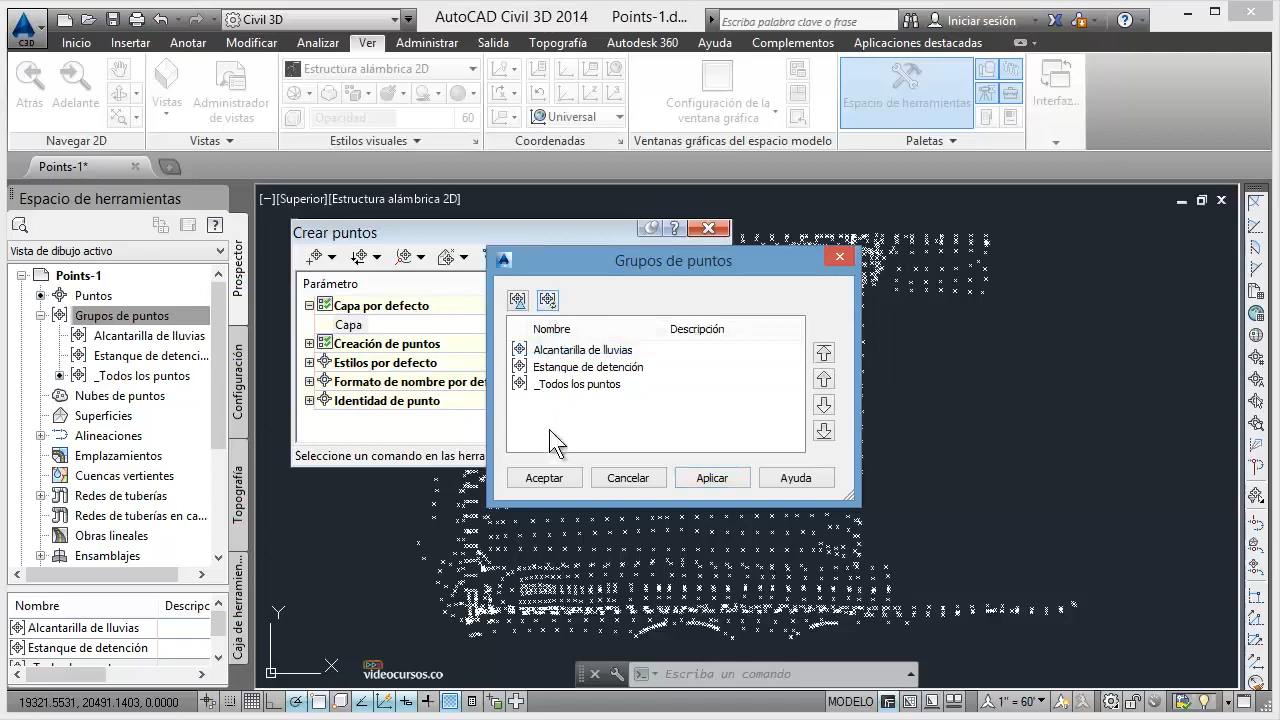 Civil 3D
AutoCAD Civil 3D 2014
Points-1.d...
Escriba palabra clave o frase
Iniciar sesión
C3D
Inicio
Insertar
Anotar
Modificar
Analizar
Ver
Administrar
Salida
Topografía
Autodesk 360
Ayuda
Complementos
Aplicaciones destacadas
Atras
Adelante
Vistas
Administrador
de vistas
Estructura alámbrica 2D
Opacidad
60
Universal
Configuración de la
ventana gráfica
Espacio de herramientas
Interfaz...
Navegar 2D
Vistas
Estilos visuales
Coordenadas
Ventanas gráficas del espacio modelo
Paletas
Points-1*
Espacio de herramientas
Vista de dibujo activo
Points-1
Puntos
Grupos de puntos
Alcantarilla de lluvias
Estanque de detenci...
_Todos los puntos
Nubes de puntos
Superficies
Alineaciones
Emplazamientos
Cuencas vertientes
Redes de tuberías
Redes de tuberías en ca...
Obras lineales
Ensamblajes
Prospector
Configuración
Topografía
Caja de herramien...
Nombre
Descripc
Alcantarilla de lluvias
Estanque de detención
[−][Superior][Estructura alámbrica 2D]
Crear puntos
Parámetro
Capa por defecto
Capa
Creación de puntos
Estilos por defecto
Formato de nombre por def
Identidad de punto
Seleccione un comando en las herra
Grupos de puntos
Nombre
Descripción
Alcantarilla de lluvias
Estanque de detención
_Todos los puntos
Aceptar
Cancelar
Aplicar
Ayuda
Y
X
videocursos.co
Escriba un comando
19321.5531, 20491.1403, 0.0000
MODELO
1" = 60'